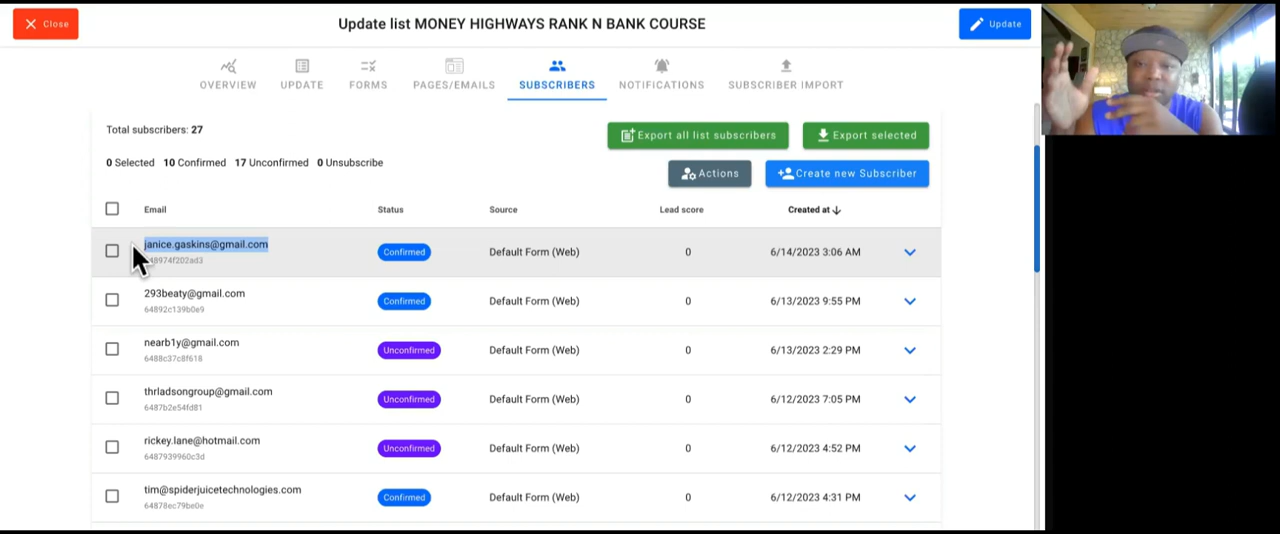 Close
Update list MONEY HIGHWAYS RANK N BANK COURSE
Update
OVERVIEW UPDATE FORMS PAGES/EMAILS SUBSCRIBERS NOTIFICATIONS SUBSCRIBER IMPORT
Total subscribers: 27
Export all list subscribers Export selected
0 Selected 10 Confirmed 17 Unconfirmed 0 Unsubscribe
Actions Create new Subscriber
Email Status Source Lead score Created at
janice.gaskins@gmail.com Confirmed Default Form (Web) 0 6/14/2023 3:06 AM
293beaty@gmail.com Confirmed Default Form (Web) 0 6/13/2023 9:55 PM
64892c139b0e9
nearb1y@gmail.com Unconfirmed Default Form (Web) 0 6/13/2023 2:29 PM
6488c37c8f618
thrladsongroup@gmail.com Unconfirmed Default Form (Web) 0 6/12/2023 7:05 PM
6487b2e54fd81
rickey.lane@hotmail.com Unconfirmed Default Form (Web) 0 6/12/2023 4:52 PM
6487939960c3d
tim@spiderjuicetechnologies.com Confirmed Default Form (Web) 0 6/12/2023 4:31 PM
64878ec79be0e